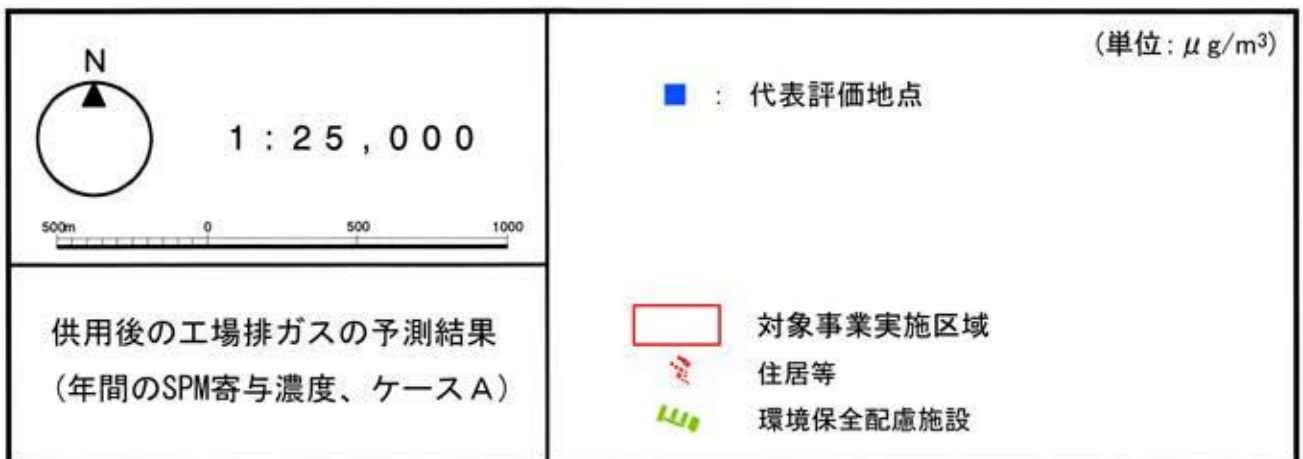 N
1:25,000
500m 0 500 1000
供用後の工場排ガスの予測結果
(年間のSPM寄与濃度、ケースA)
(単位:μg/m³)
■ : 代表評価地点
対象事業実施区域
住居等
環境保全配慮施設